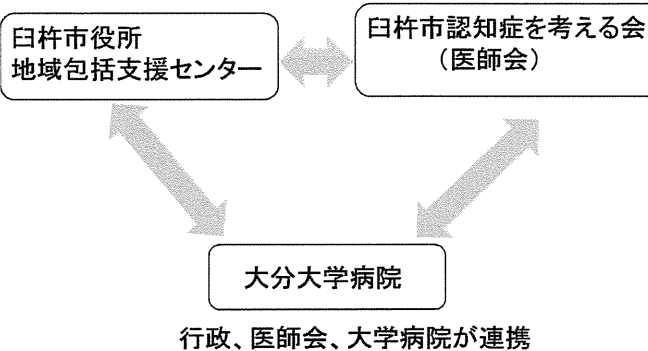 臼杵市役所
地域包括支援センター
臼杵市認知症を考える会
（医師会）
大分大学病院
行政、医師会、大学病院が連携